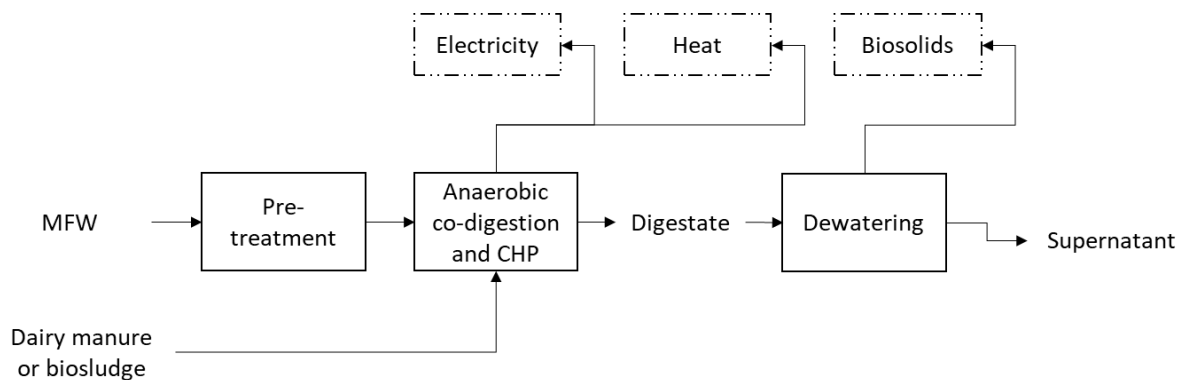 Electricity
Heat
Biosolids
MFW
Pre-
treatment
Anaerobic
co-digestion
and CHP
Digestate
Dewatering
Supernatant
Dairy manure
or biosludge